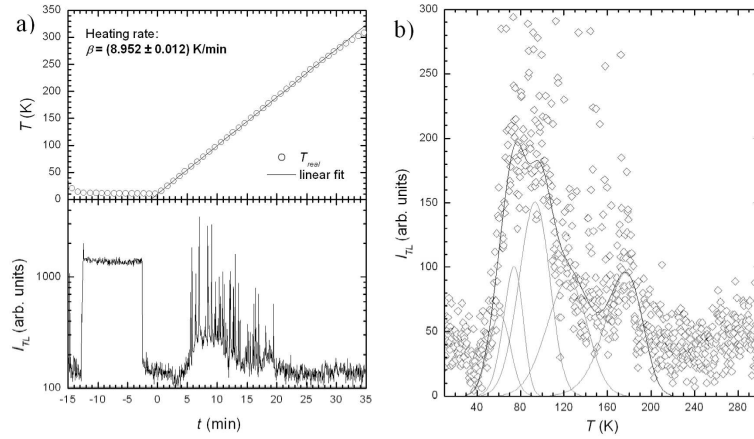 a)
Heating rate:
β = (8.952 ± 0.012) K/min
350
300
250
200
150
100
50
0
T (K)
T_real
linear fit
1000
100
I_TL (arb. units)
-15 -10 -5 0 5 10 15 20 25 30 35
t (min)
b)
300
250
200
150
100
50
0
I_TL (arb. units)
40 80 120 160 200 240 280
T (K)